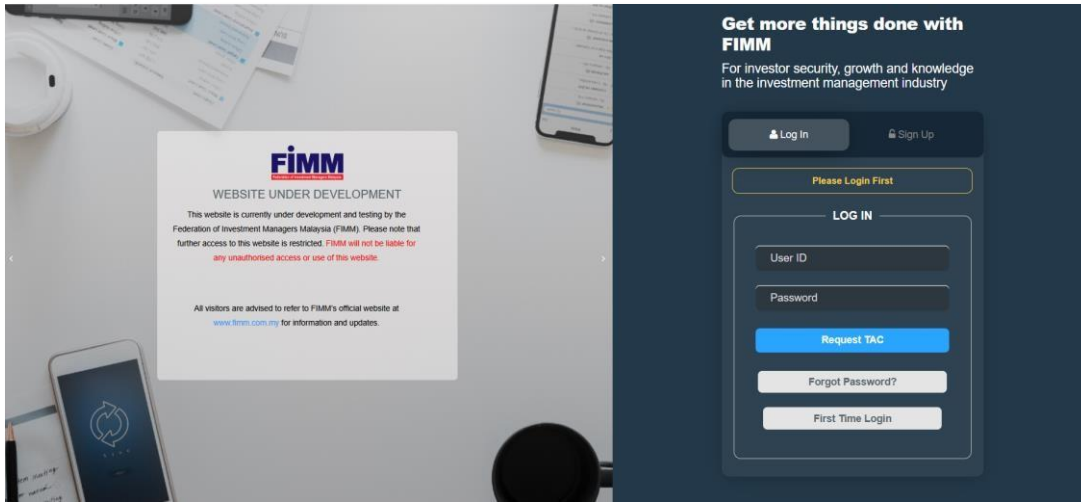 FiMM
Federation of Investment Managers Malaysia
WEBSITE UNDER DEVELOPMENT
This website is currently under development and testing by the
Federation of Investment Managers Malaysia (FIMM). Please note that
further access to this website is restricted. FIMM will not be liable for
any unauthorised access or use of this website.
All visitors are advised to refer to FIMM's official website at
www.fimm.com.my for information and updates.
Get more things done with
FIMM
For investor security, growth and knowledge
in the investment management industry
Log In
Sign Up
Please Login First
LOG IN
User ID
Password
Request TAC
Forgot Password?
First Time Login